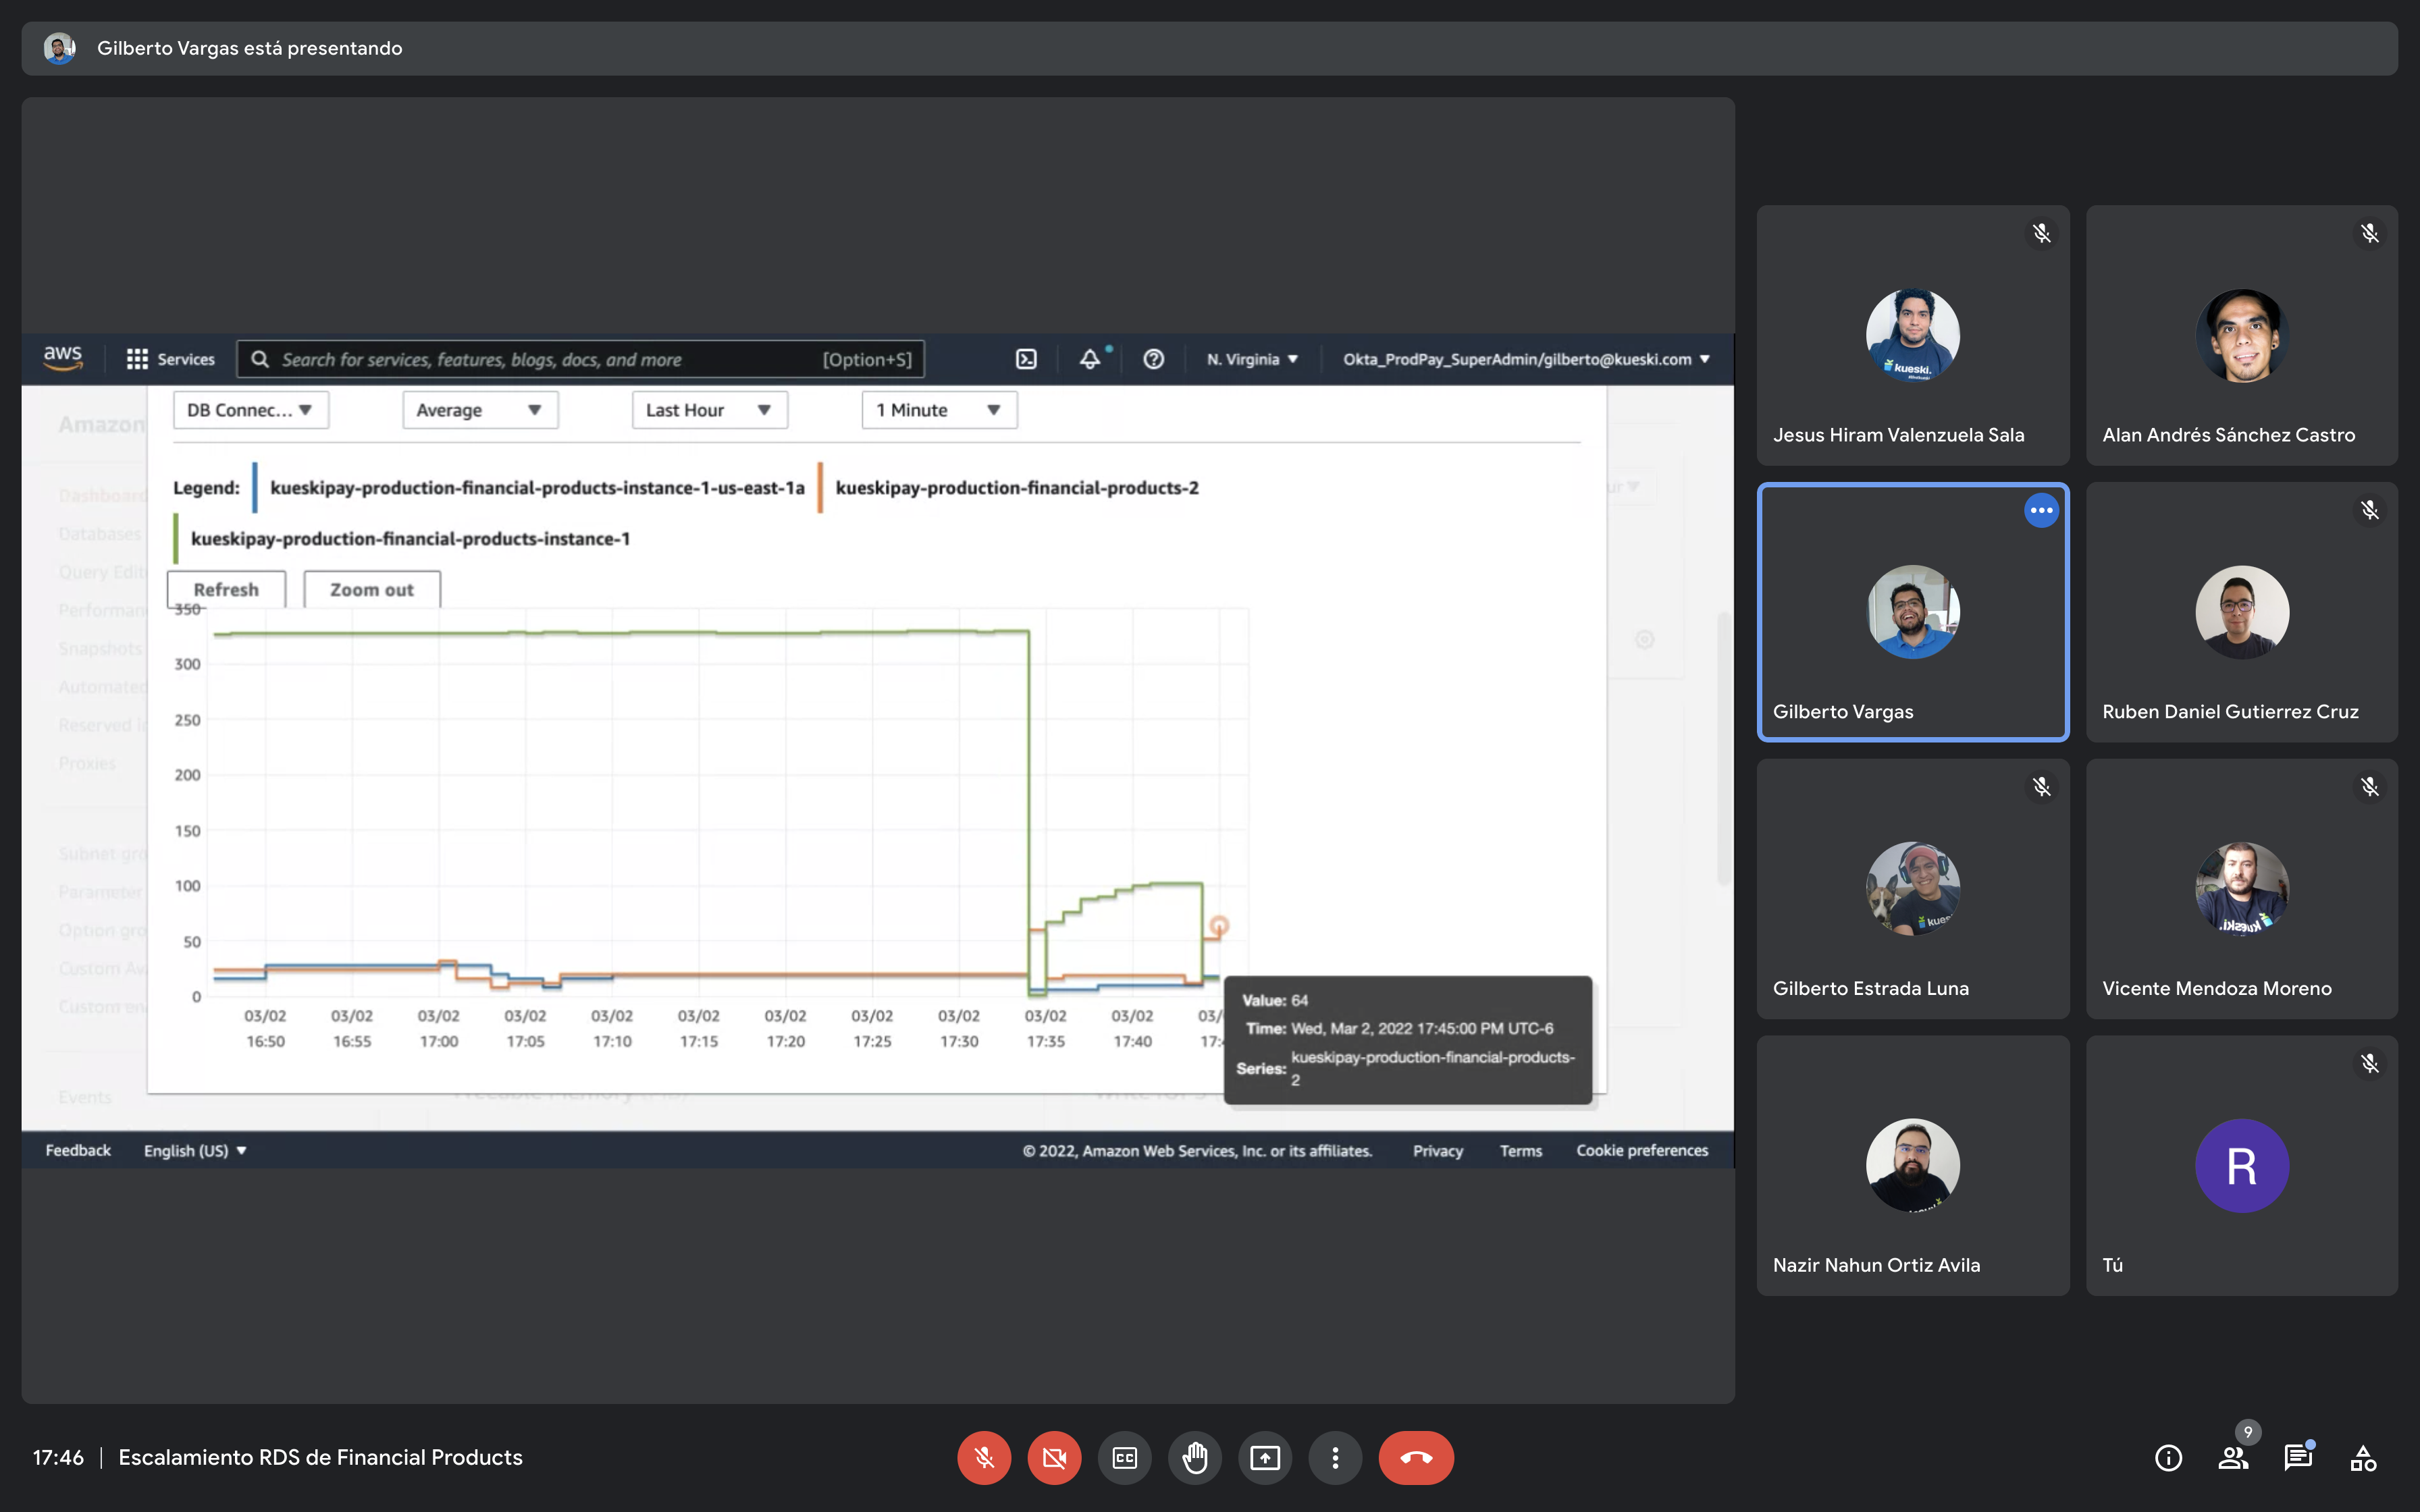 Gilberto Vargas está presentando
aws
Services
Search for services, features, blogs, docs, and more [Option+S]
N. Virginia
Okta_ProdPay_SuperAdmin/gilberto@kueski.com
DB Connec...
Average
Last Hour
1 Minute
Legend: kueskipay-production-financial-products-instance-1-us-east-1a kueskipay-production-financial-products-2
kueskipay-production-financial-products-instance-1
Refresh
Zoom out
350
300
250
200
150
100
50
0
03/02 03/02 03/02 03/02 03/02 03/02 03/02 03/02 03/02 03/02 03/02 03/
16:50 16:55 17:00 17:05 17:10 17:15 17:20 17:25 17:30 17:35 17:40 17:4
Value: 64
Time: Wed, Mar 2, 2022 17:45:00 PM UTC-6
Series: kueskipay-production-financial-products-
2
Amazon
Dashboard
Databases
Query Edit
Performan
Snapshots
Automated
Reserved
Proxies
Subnet gro
Parameter
Option gro
Custom
Custom en
Events
Feedback
English (US)
© 2022, Amazon Web Services, Inc. or its affiliates.
Privacy
Terms
Cookie preferences
Jesus Hiram Valenzuela Sala
Alan Andrés Sánchez Castro
Gilberto Vargas
Ruben Daniel Gutierrez Cruz
Gilberto Estrada Luna
Vicente Mendoza Moreno
Nazir Nahun Ortiz Avila
R
Tú
kueski.
17:46 | Escalamiento RDS de Financial Products
CC
9